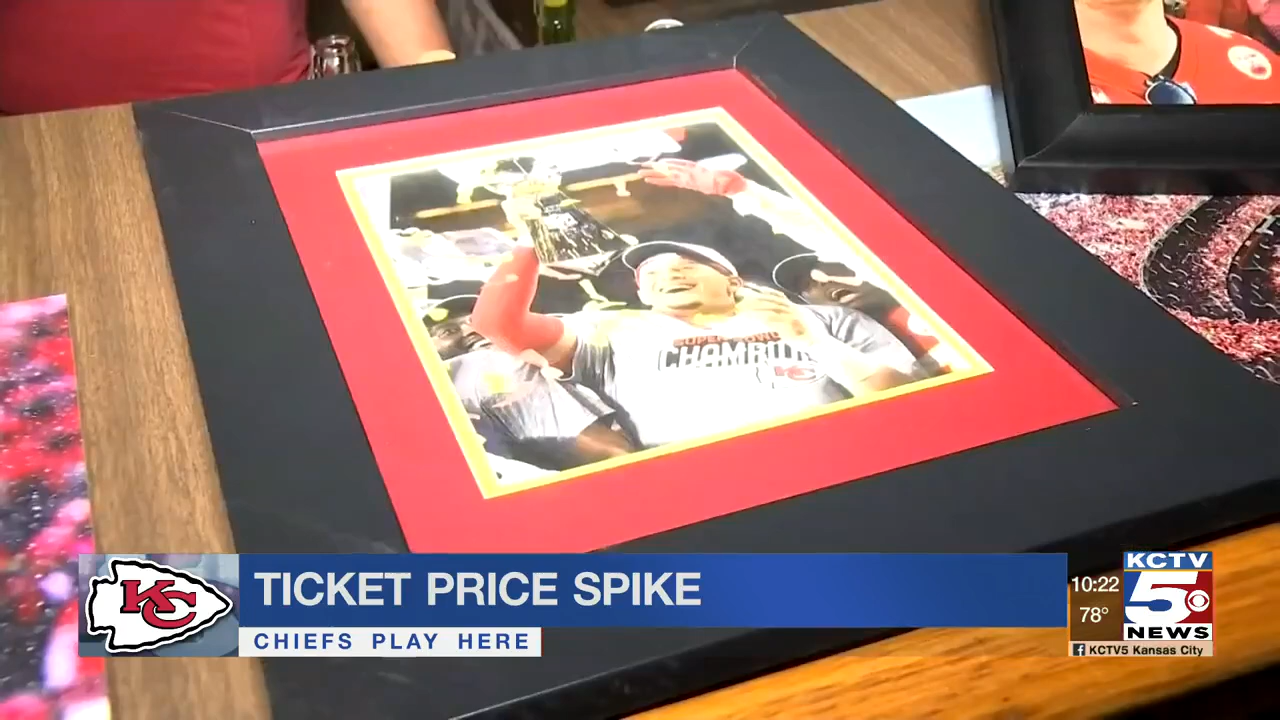 SUPER BOWL
CHAMPIONS
KC
TICKET PRICE SPIKE
CHIEFS PLAY HERE
10:22
78°
KCTV
5
NEWS
KCTV5 Kansas City